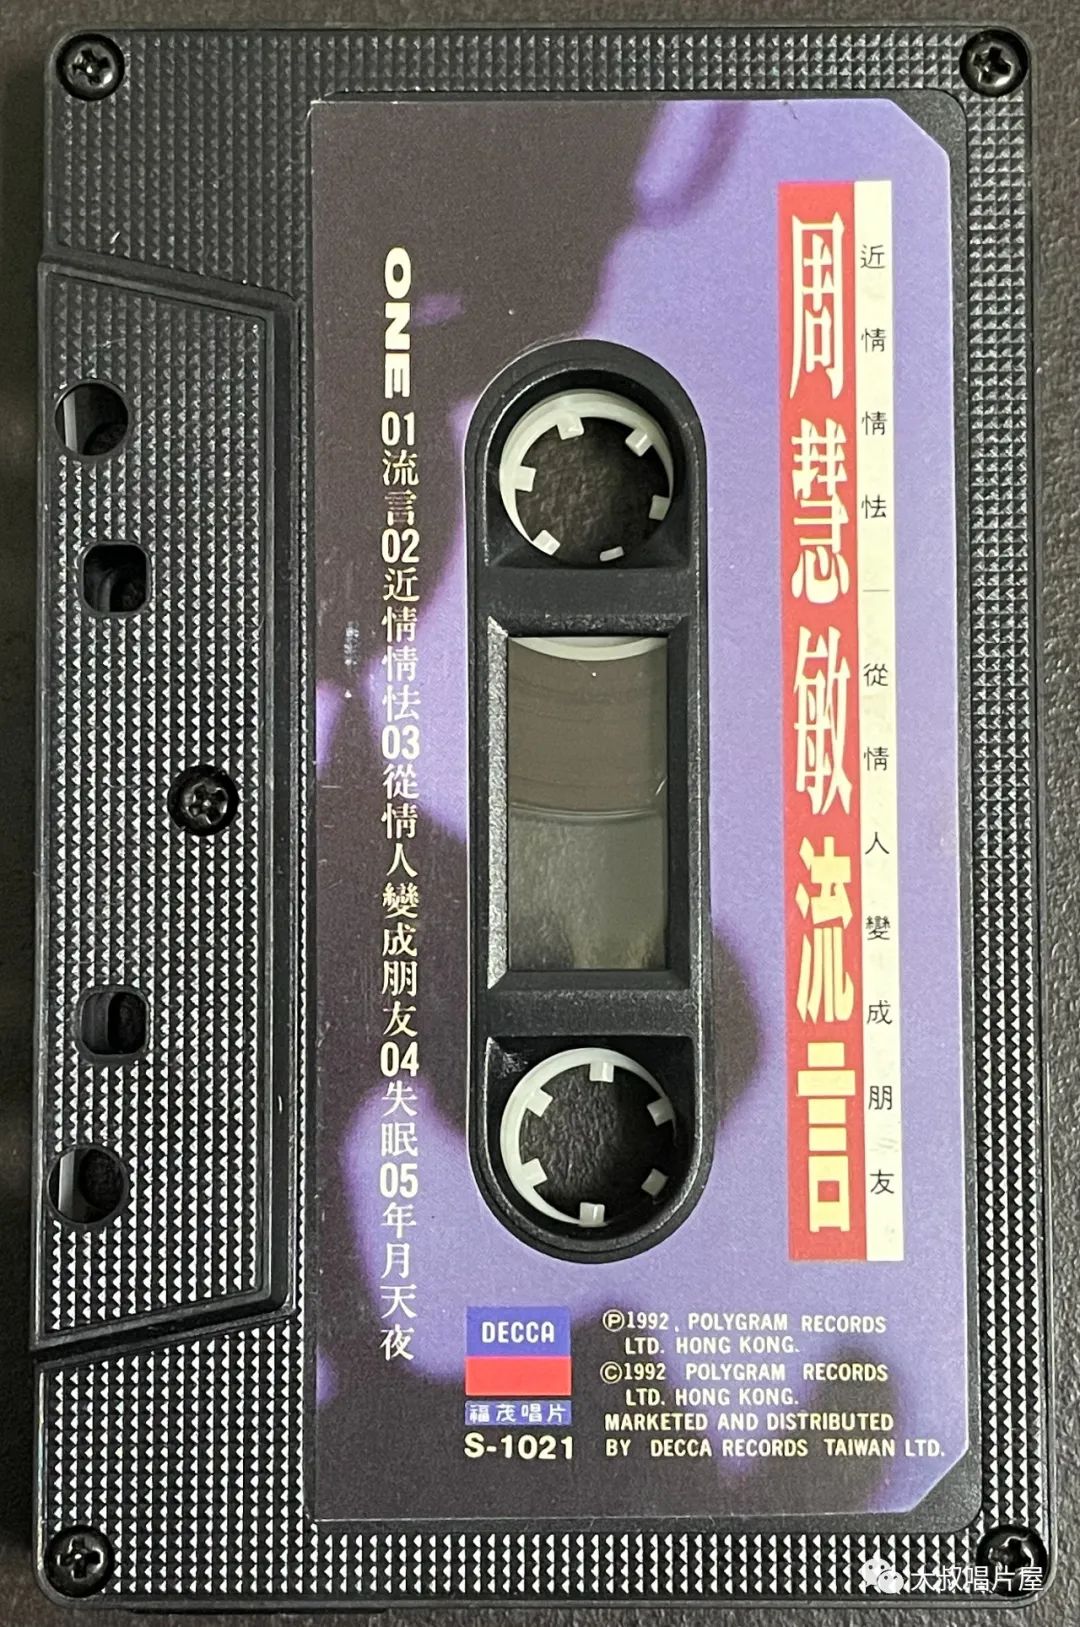 周慧敏流言
近情情怯—從情人變成朋友
ONE 01流言02近情情怯03從情人變成朋友04失眠05年月天夜
DECCA
福茂唱片
S-1021
Ⓟ1992. POLYGRAM RECORDS
LTD. HONG KONG.
©1992 POLYGRAM RECORDS
LTD. HONG KONG.
MARKETED AND DISTRIBUTED
BY DECCA RECORDS TAIWAN LTD.
大叔唱片屋